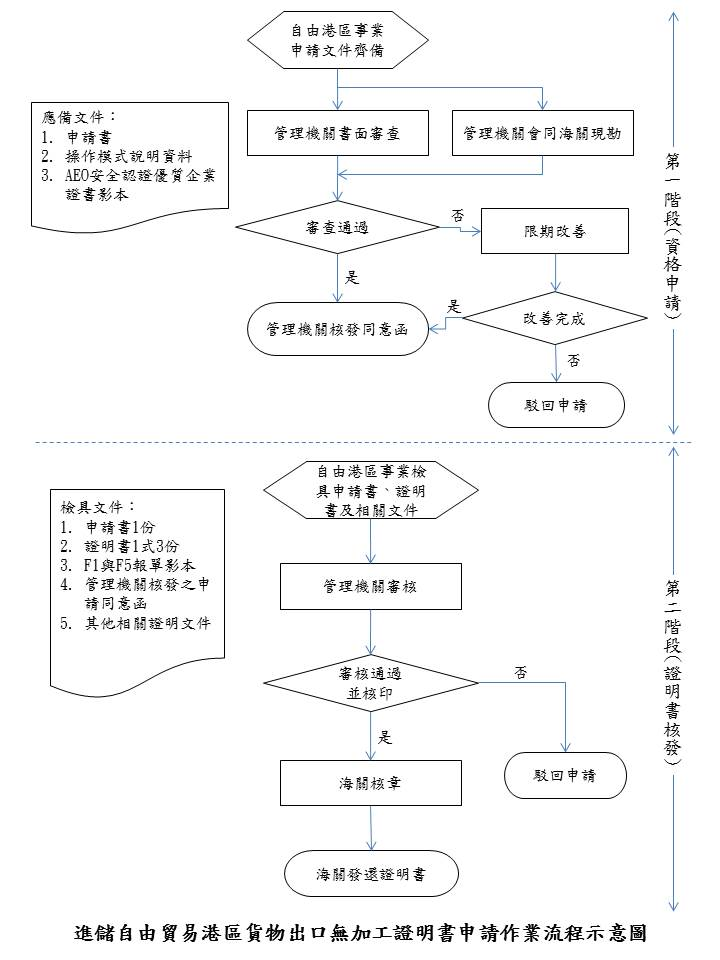 自由港區事業
申請文件齊備
應備文件：
1. 申請書
2. 操作模式說明資料
3. AEO安全認證優質企業
證書影本
管理機關書面審查
管理機關會同海關現勘
審查通過
否
限期改善
是
管理機關核發同意函
是
改善完成
否
駁回申請
第一階段(資格申請)
自由港區事業檢
具申請書、證明
書及相關文件
檢具文件：
1. 申請書1份
2. 證明書1式3份
3. F1與F5報單影本
4. 管理機關核發之申
請同意函
5. 其他相關證明文件
管理機關審核
審核通過
並核印
否
是
駁回申請
海關核章
海關發還證明書
第二階段(證明書核發)
進儲自由貿易港區貨物出口無加工證明書申請作業流程示意圖